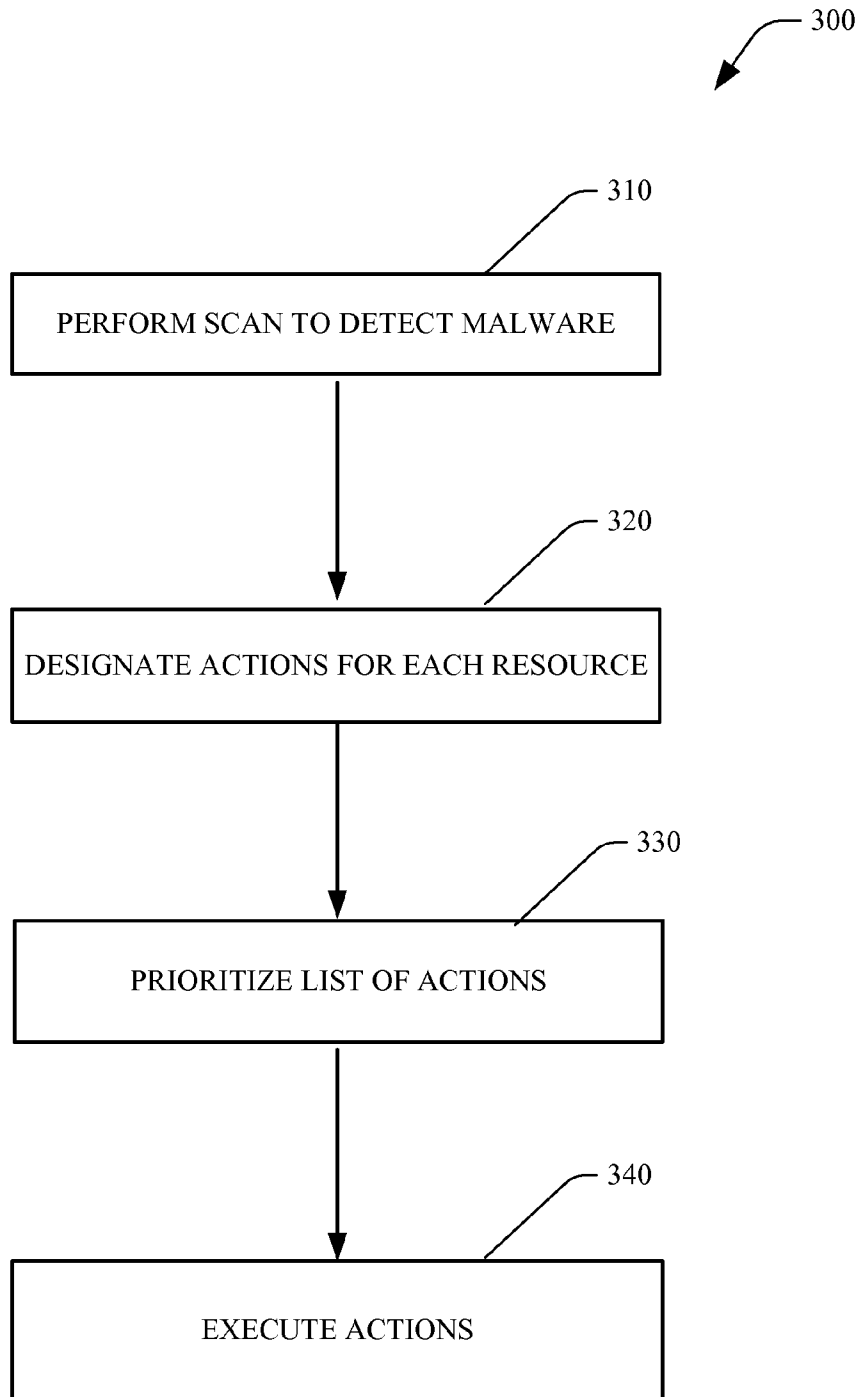 300
310
PERFORM SCAN TO DETECT MALWARE
320
DESIGNATE ACTIONS FOR EACH RESOURCE
330
PRIORITIZE LIST OF ACTIONS
340
EXECUTE ACTIONS